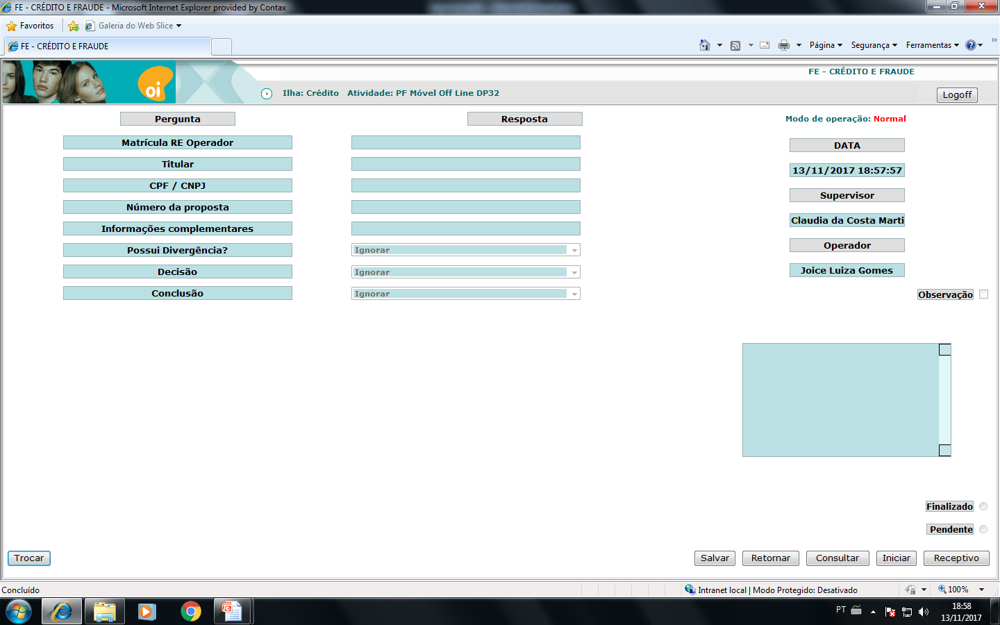 FE - CRÉDITO E FRAUDE - Microsoft Internet Explorer provided by Contax
Favoritos
Galeria do Web Slice
FE - CRÉDITO E FRAUDE
Página
Segurança
Ferramentas
»
FE - CRÉDITO E FRAUDE
oi
Ilha: Crédito Atividade: PF Móvel Off Line DP32
Logoff
Pergunta
Resposta
Modo de operação: Normal
Matrícula RE Operador
DATA
Titular
13/11/2017 18:57:57
CPF / CNPJ
Supervisor
Número da proposta
Claudia da Costa Marti
Informações complementares
Operador
Possui Divergência?
Ignorar
Joice Luiza Gomes
Decisão
Ignorar
Conclusão
Ignorar
Observação
Finalizado
Pendente
Trocar
Salvar
Retornar
Consultar
Iniciar
Receptivo
Concluído
Intranet local | Modo Protegido: Desativado
100%
PT
18:58
13/11/2017